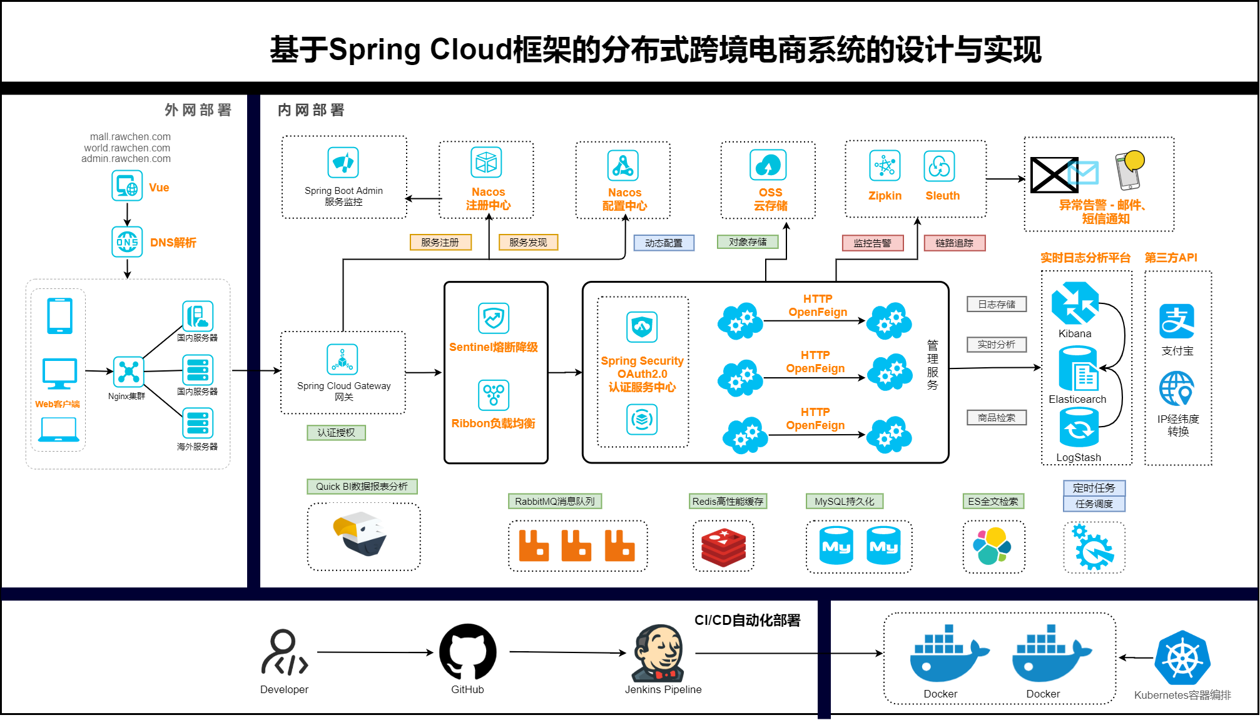 基于Spring Cloud框架的分布式跨境电商系统的设计与实现
外网部署
mall.rawchen.com
world.rawchen.com
admin.rawchen.com
Vue
DNS
DNS解析
Web客户端
Nginx集群
国内服务器
国内服务器
海外服务器
内网部署
Spring Boot Admin
服务监控
Nacos
注册中心
Nacos
配置中心
OSS
云存储
Zipkin
Sleuth
异常告警 - 邮件、
短信通知
服务注册
服务发现
动态配置
对象存储
监控告警
链路追踪
Spring Cloud Gateway
网关
认证授权
Sentinel熔断降级
Ribbon负载均衡
Spring Security
OAuth2.0
认证服务中心
HTTP
OpenFeign
HTTP
OpenFeign
HTTP
OpenFeign
管理服务
日志存储
实时分析
商品检索
实时日志分析平台
Kibana
Elasticearch
LogStash
第三方API
支
支付宝
IP经纬度
转换
Quick BI数据报表分析
RabbitMQ消息队列
Redis高性能缓存
MySQL持久化
My
My
ES全文检索
定时任务
任务调度
CI/CD自动化部署
Developer
GitHub
Jenkins Pipeline
Docker
Docker
Kubernetes容器编排